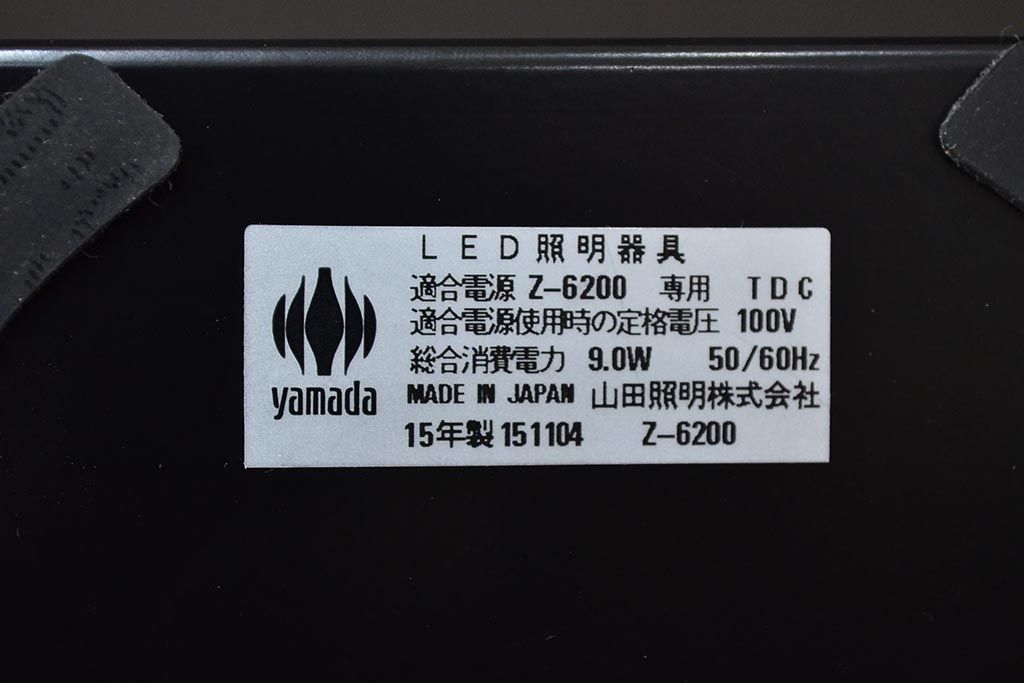 LED照明器具
適合電源 Z-6200 専用 TDC
適合電源使用時の定格電圧 100V
総合消費電力 9.0W 50/60Hz
yamada
MADE IN JAPAN 山田照明株式会社
15年製 151104 Z-6200